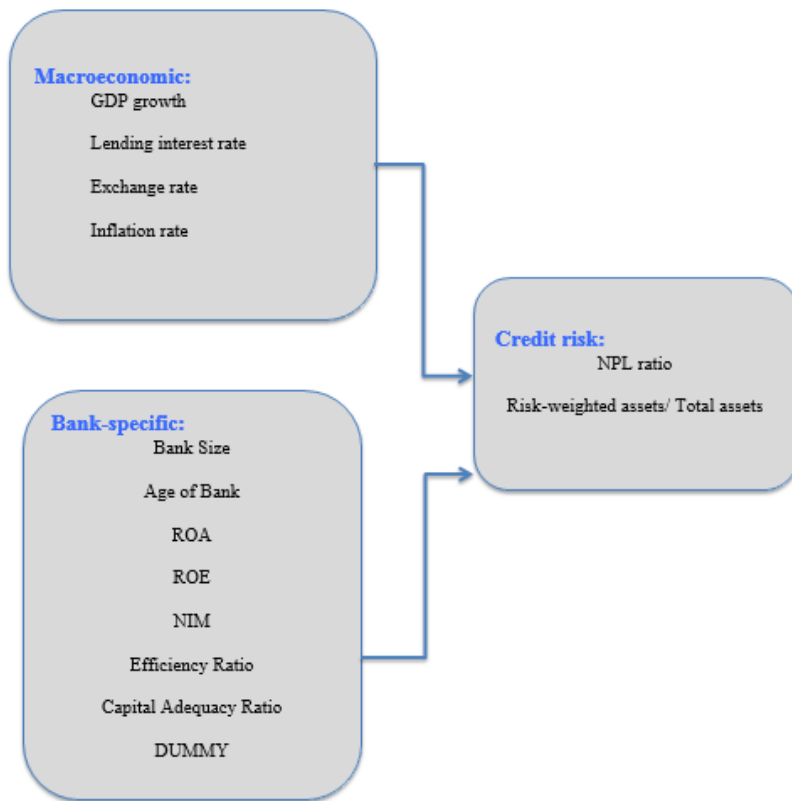 Macroeconomic:
GDP growth
Lending interest rate
Exchange rate
Inflation rate
Credit risk:
NPL ratio
Risk-weighted assets/ Total assets
Bank-specific:
Bank Size
Age of Bank
ROA
ROE
NIM
Efficiency Ratio
Capital Adequacy Ratio
DUMMY